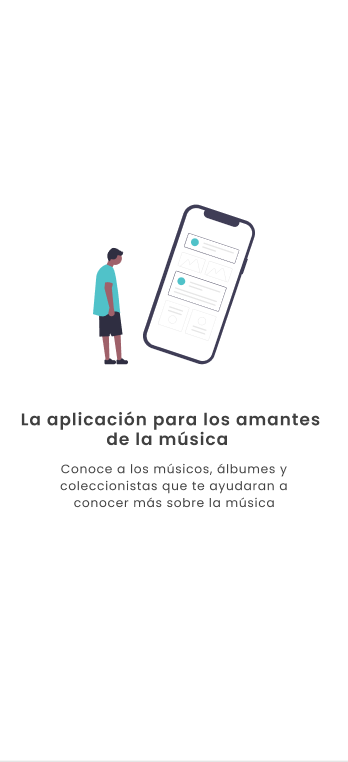 La aplicación para los amantes
de la música
Conoce a los músicos, álbumes y
coleccionistas que te ayudaran a
conocer más sobre la música